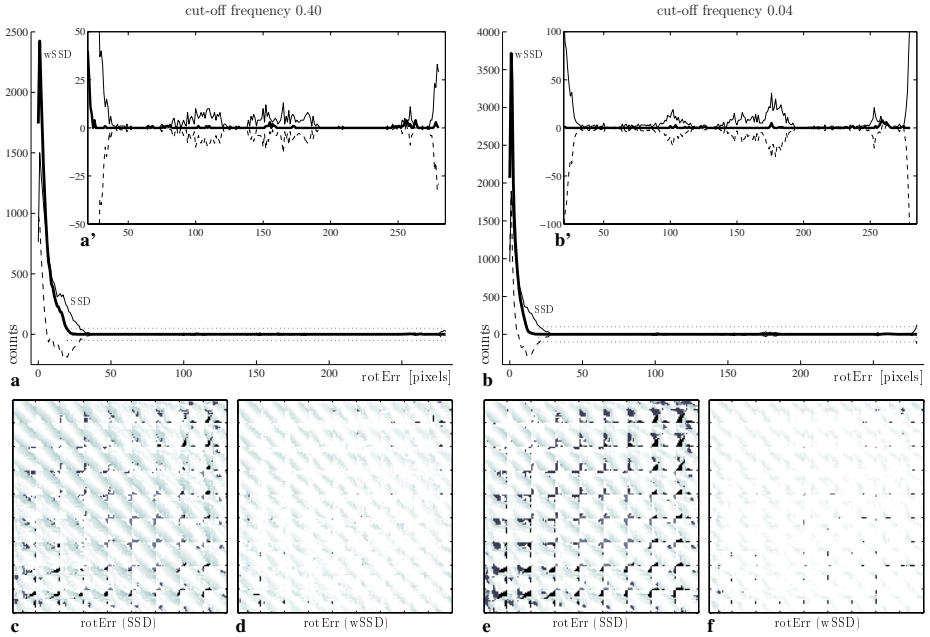 cut-off frequency 0.40
cut-off frequency 0.04
2500
2000
1500
1000
500
0
counts
wSSD
SSD
50
25
0
−25
−50
50
100
150
200
250
a’
0
50
100
150
200
rotErr [pixels]
a
4000
3500
3000
2500
2000
1500
1000
500
0
counts
wSSD
SSD
100
50
0
−50
−100
50
100
150
200
250
b’
0
50
100
150
200
rotErr [pixels]
b
c
rotErr (SSD)
d
rotErr (wSSD)
e
rotErr (SSD)
f
rotErr (wSSD)